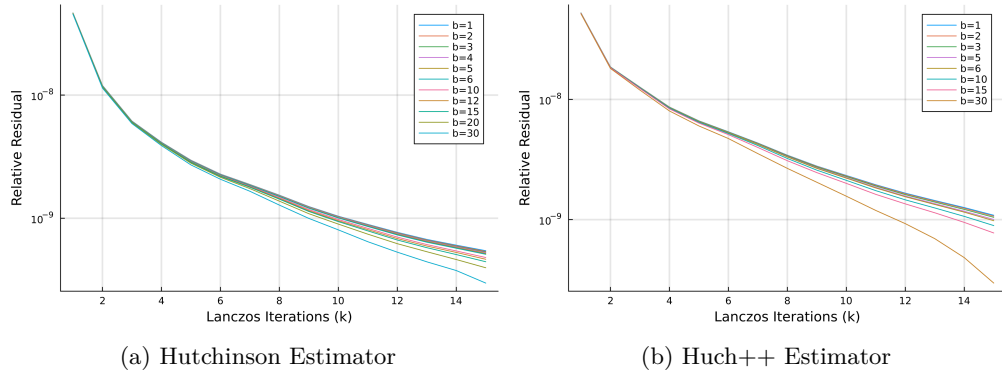 b=1
b=2
b=3
b=4
b=5
b=6
b=10
b=12
b=15
b=20
b=30
10⁻⁸
10⁻⁹
Relative Residual
2 4 6 8 10 12 14
Lanczos Iterations (k)
(a) Hutchinson Estimator
b=1
b=2
b=3
b=5
b=6
b=10
b=15
b=30
10⁻⁸
10⁻⁹
Relative Residual
2 4 6 8 10 12 14
Lanczos Iterations (k)
(b) Huch++ Estimator